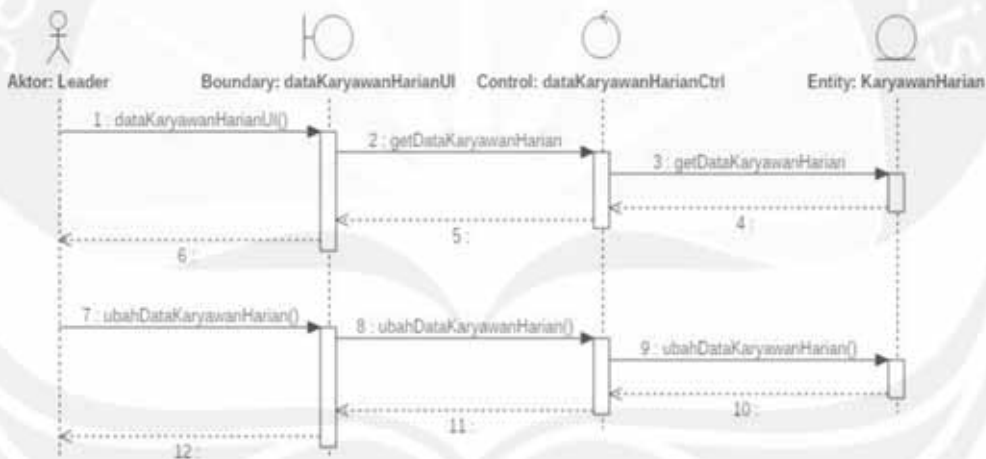 Aktor: Leader
Boundary: dataKaryawanHarianUI
Control: dataKaryawanHarianCtrl
Entity: KaryawanHarian
1 : dataKaryawanHarianUI()
2 : getDataKaryawanHarian
3 : getDataKaryawanHarian
4 :
5 :
6 :
7 : ubahDataKaryawanHarian()
8 : ubahDataKaryawanHarian()
9 : ubahDataKaryawanHarian()
10 :
11 :
12 :